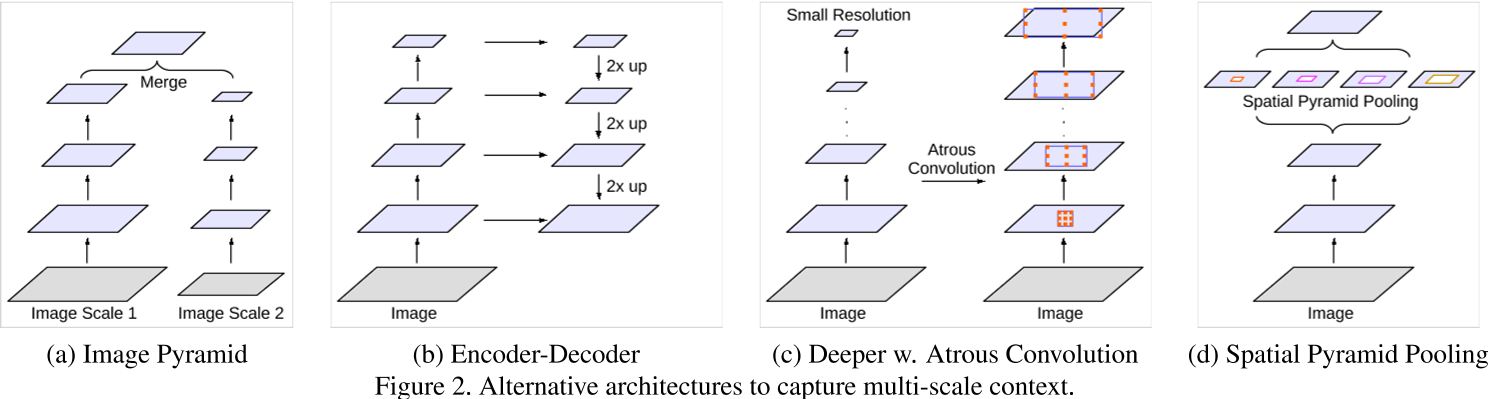 Merge
Image Scale 1
Image Scale 2
(a) Image Pyramid
2x up
2x up
2x up
Image
(b) Encoder-Decoder
Small Resolution
Atrous
Convolution
Image
Image
(c) Deeper w. Atrous Convolution
Spatial Pyramid Pooling
Image
(d) Spatial Pyramid Pooling
Figure 2. Alternative architectures to capture multi-scale context.